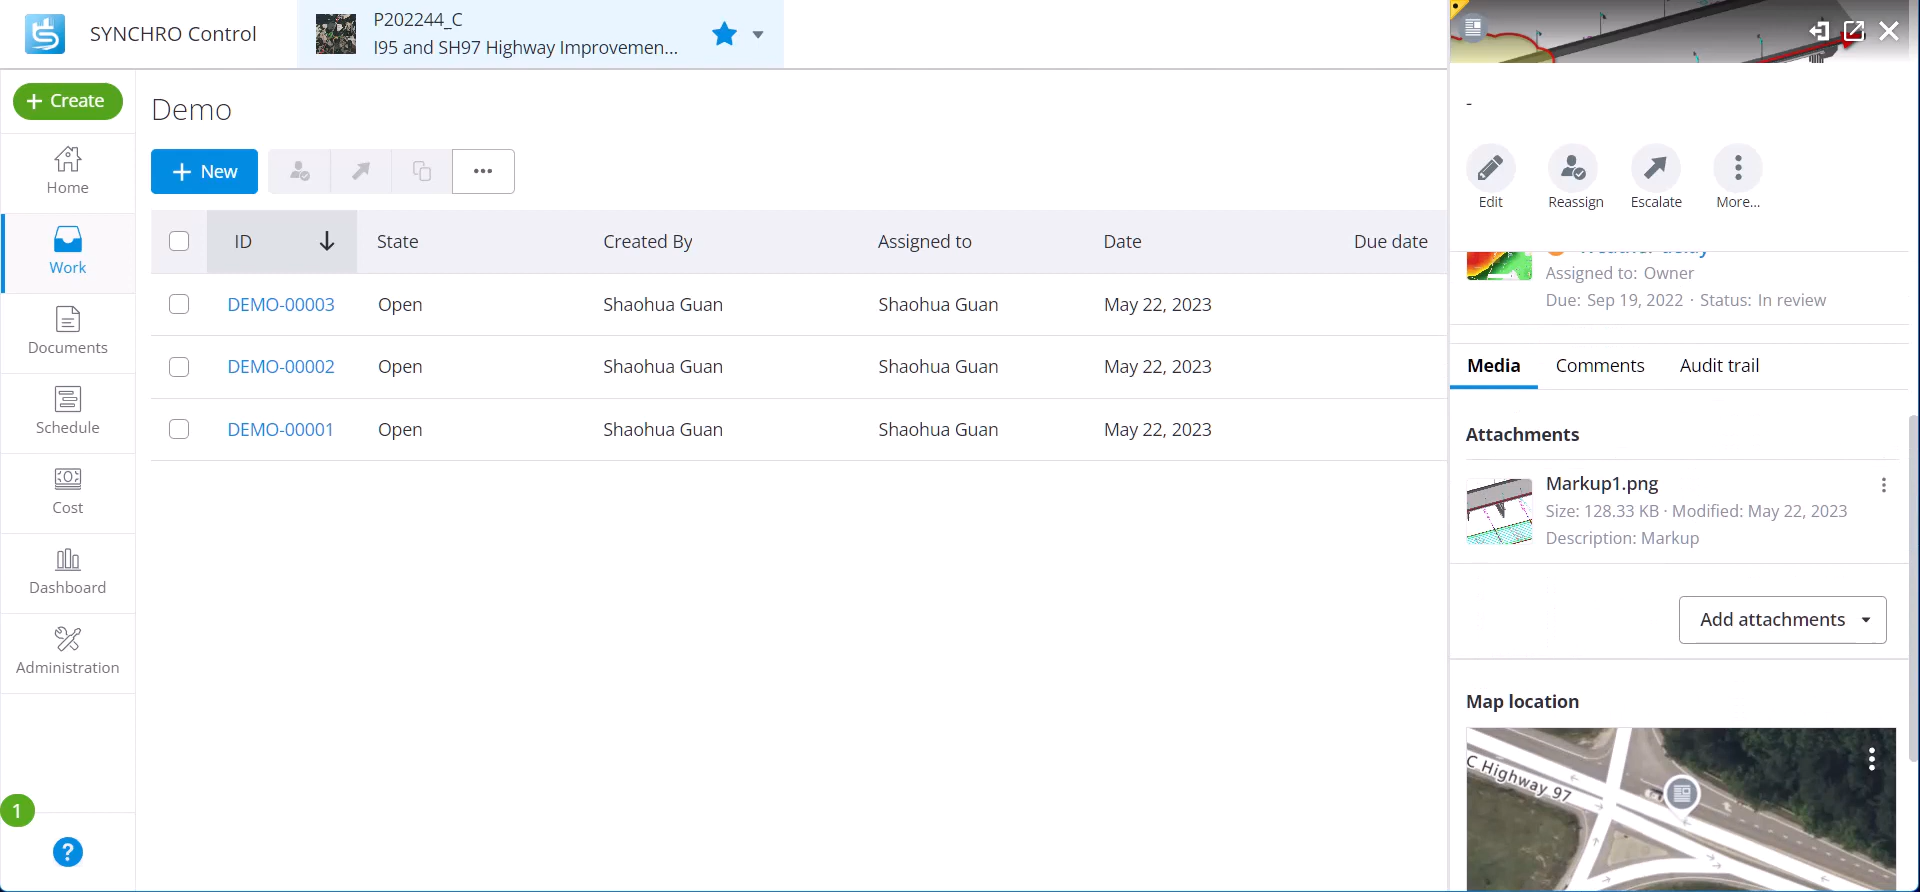 SYNCHRO Control
P202244_C
I95 and SH97 Highway Improvemen...
Create
Home
Work
Documents
Schedule
Cost
Dashboard
Administration
1
?
Demo
New
ID State Created By Assigned to Date Due date
DEMO-00003 Open Shaohua Guan Shaohua Guan May 22, 2023
DEMO-00002 Open Shaohua Guan Shaohua Guan May 22, 2023
DEMO-00001 Open Shaohua Guan Shaohua Guan May 22, 2023
-
Edit Reassign Escalate More...
Weather delay
Assigned to: Owner
Due: Sep 19, 2022 · Status: In review
Media Comments Audit trail
Attachments
Markup1.png
Size: 128.33 KB · Modified: May 22, 2023
Description: Markup
Add attachments
Map location
C Highway 97